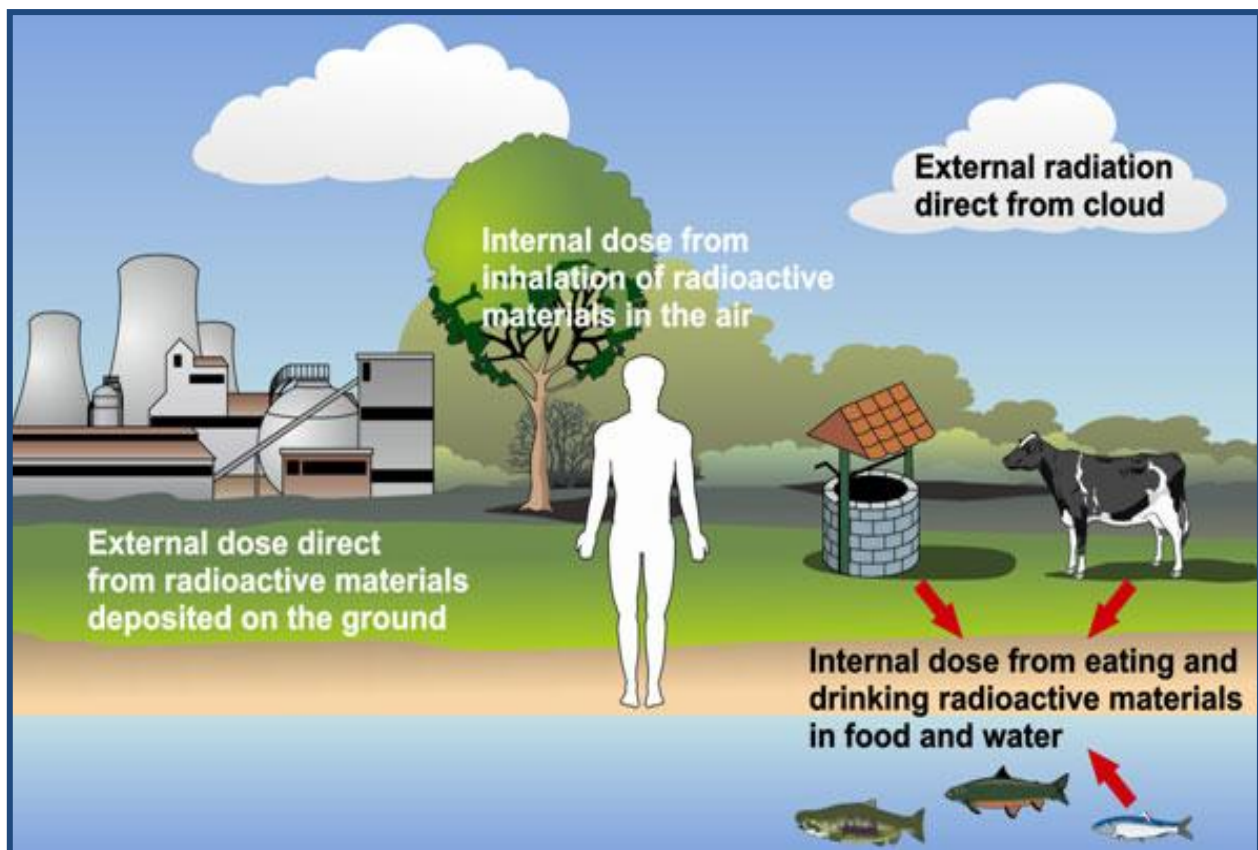 External radiation
direct from cloud
Internal dose from
inhalation of radioactive
materials in the air
External dose direct
from radioactive materials
deposited on the ground
Internal dose from eating and
drinking radioactive materials
in food and water